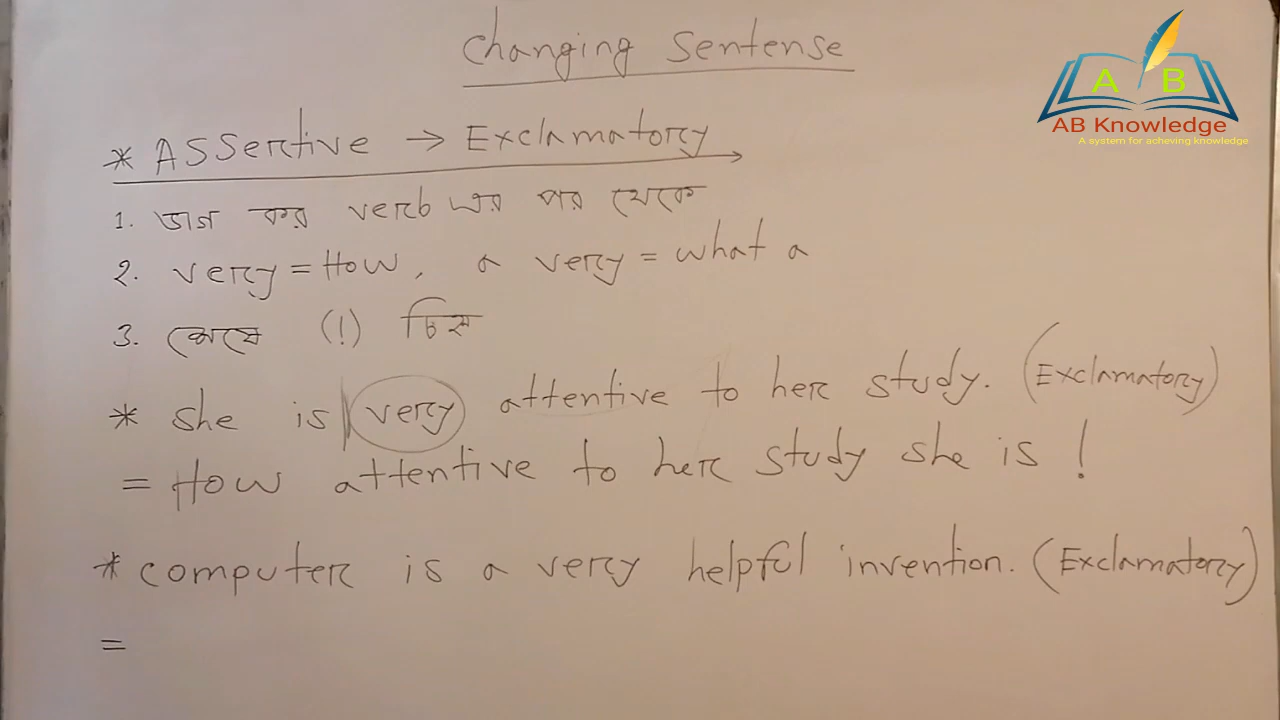 Changing Sentense
A B
AB Knowledge
A system for acheving knowledge
* Assertive → Exclamatory
1. ভাগ কর verb এর পর থেকে
2. very = How, a very = what a
3. শেষে (!) চিহ্ন
* she is very attentive to her study. (Exclamatory)
= How attentive to her study she is !
* computer is a very helpful invention. (Exclamatory)
=